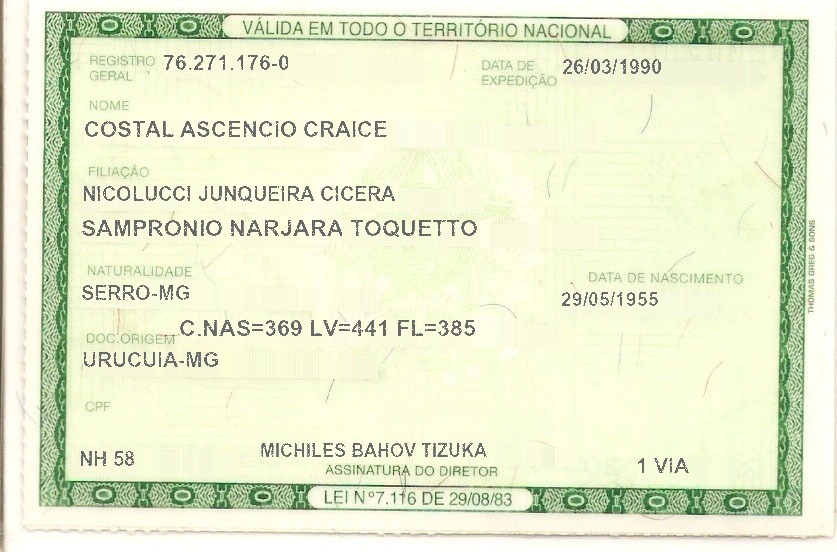 VÁLIDA EM TODO O TERRITÓRIO NACIONAL
REGISTRO GERAL 76.271.176-0 DATA DE EXPEDIÇÃO 26/03/1990
NOME
COSTAL ASCENCIO CRAICE
FILIAÇÃO
NICOLUCCI JUNQUEIRA CICERA
SAMPRONIO NARJARA TOQUETTO
NATURALIDADE DATA DE NASCIMENTO
SERRO-MG 29/05/1955
DOC.ORIGEM C.NAS=369 LV=441 FL=385
URUCUIA-MG
CPF
NH 58 MICHILES BAHOV TIZUKA 1 VIA
ASSINATURA DO DIRETOR
LEI Nº7.116 DE 29/08/83
THOMAS GREG & SONS